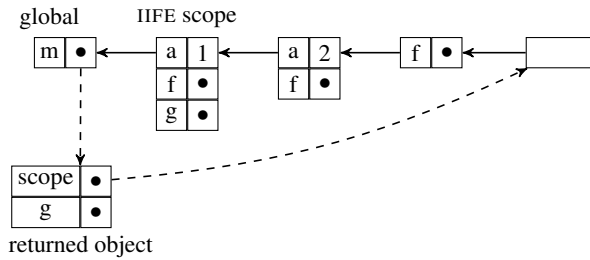 global IIFE scope
m a 1 a 2 f
f f
g
scope
g
returned object